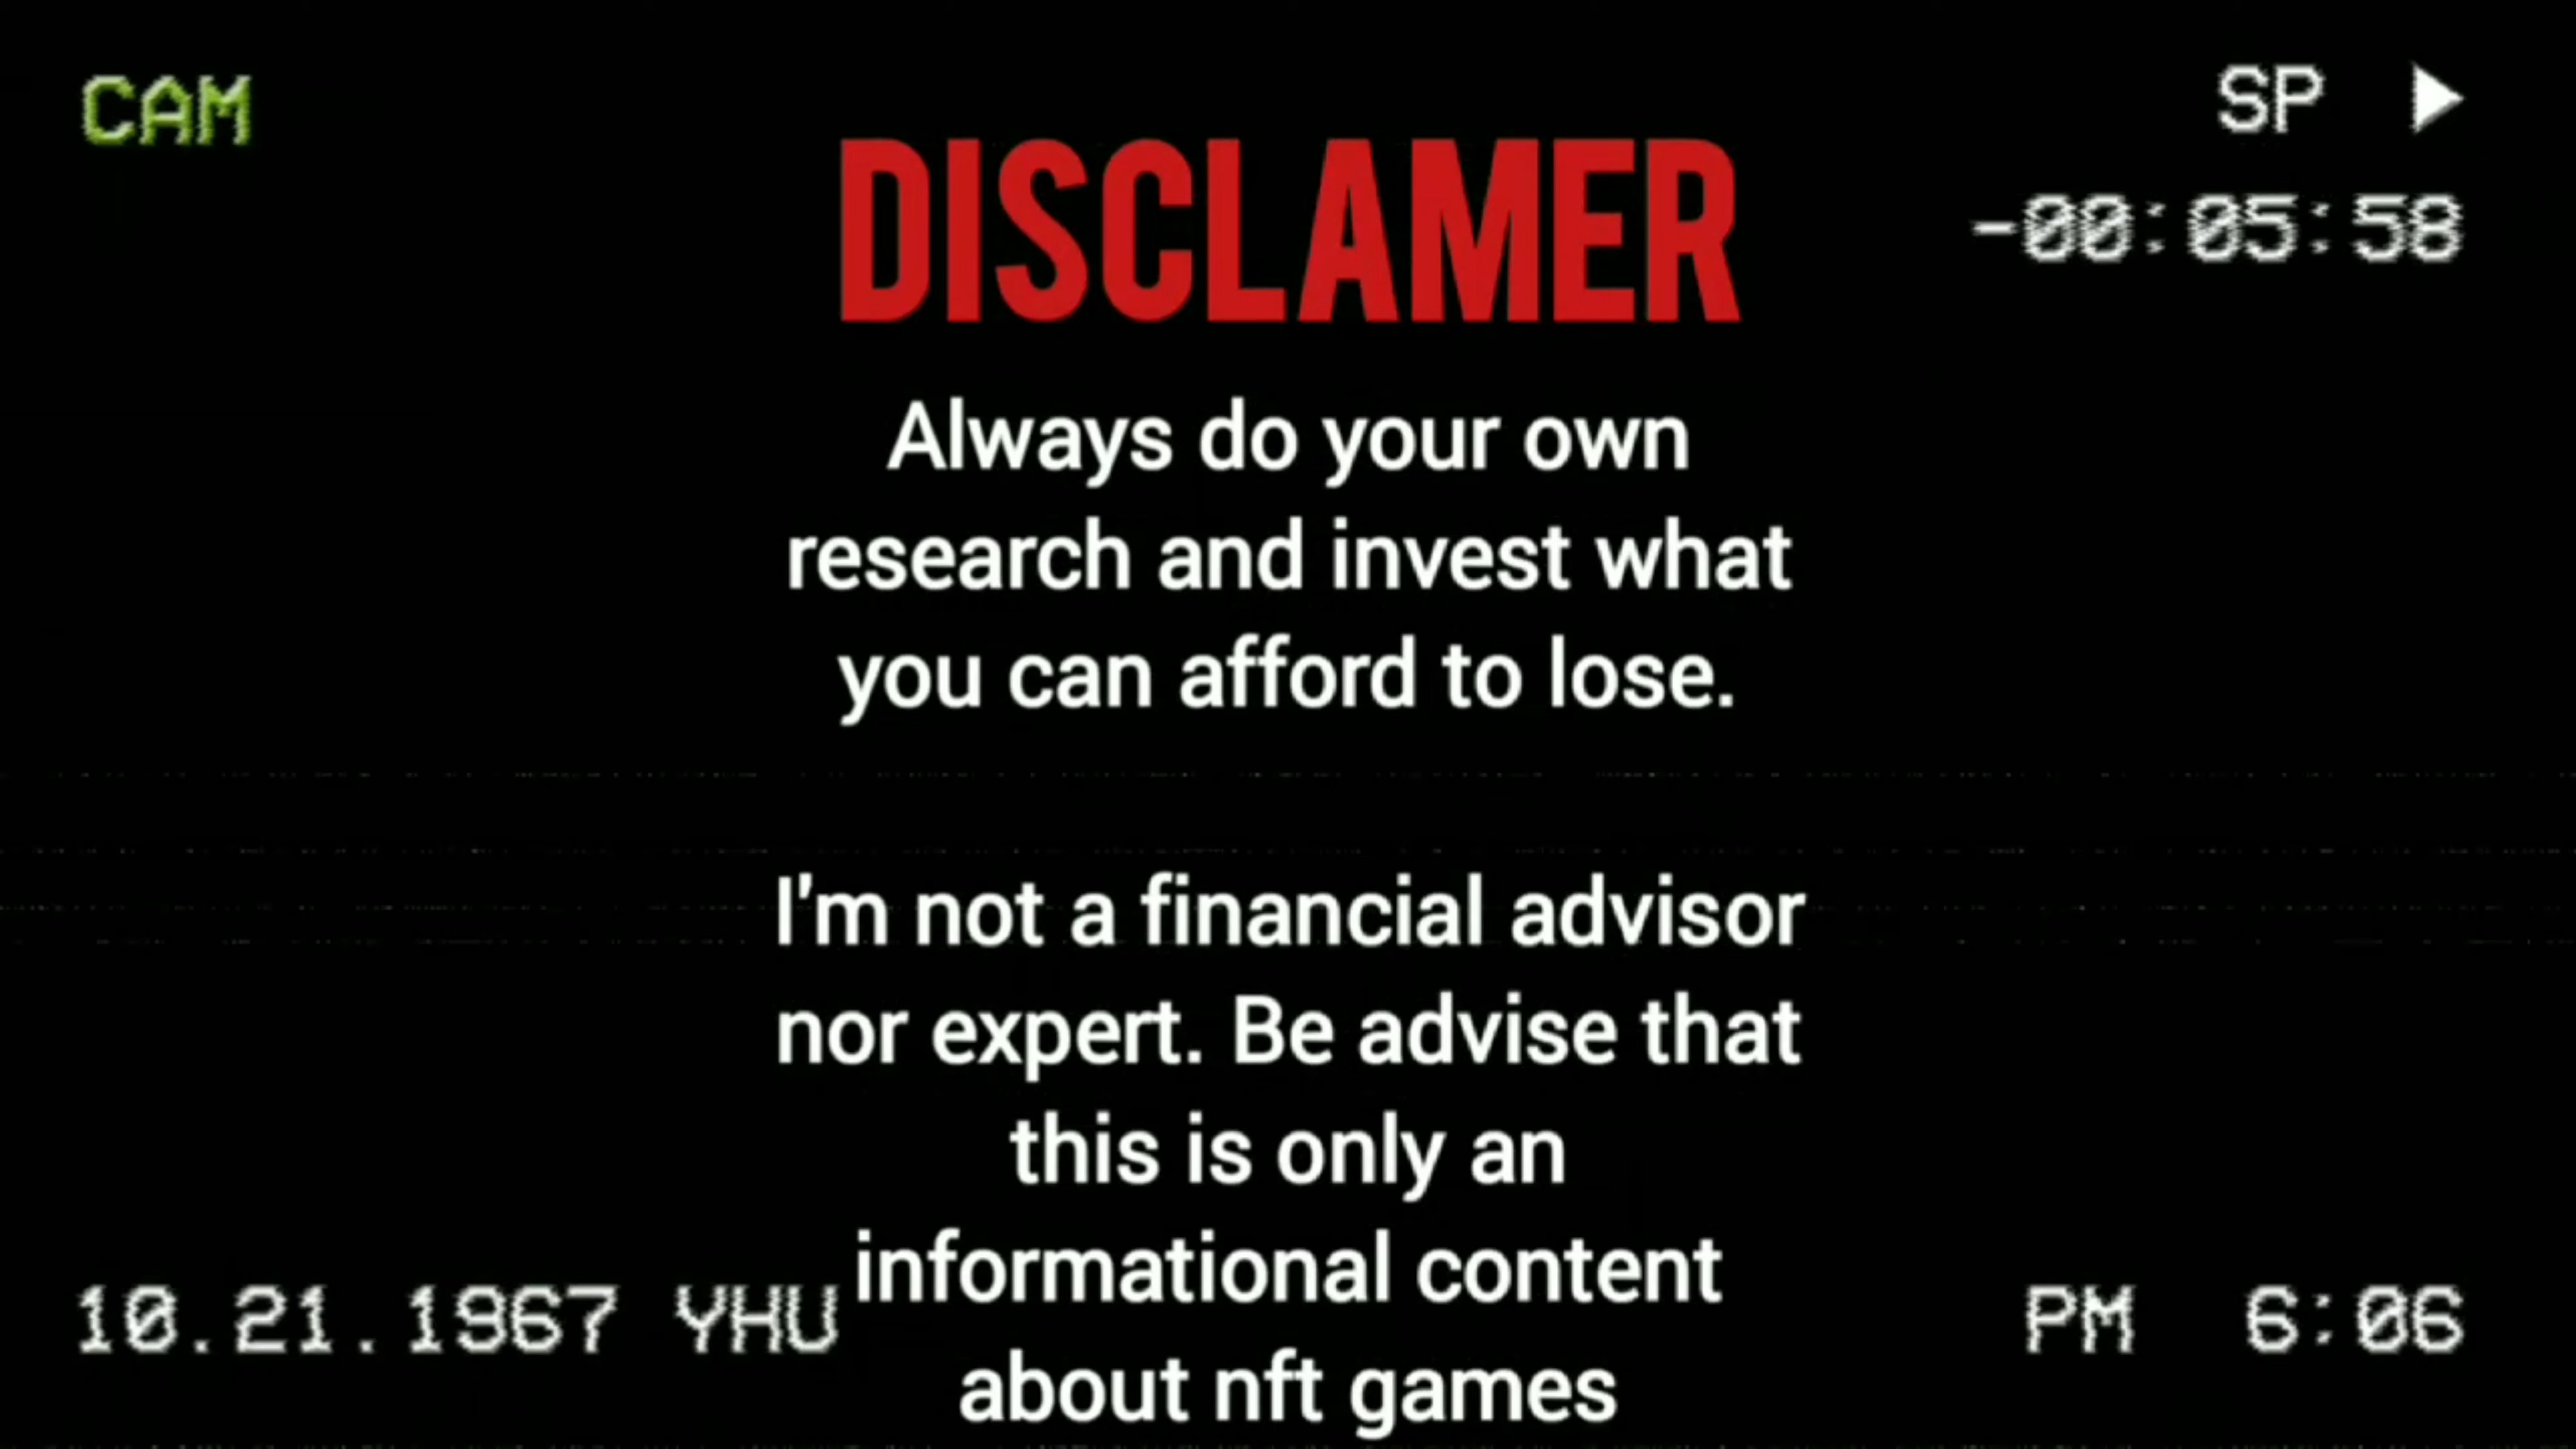 CAM
SP
-00:05:58
DISCLAMER
Always do your own
research and invest what
you can afford to lose.
I'm not a financial advisor
nor expert. Be advise that
this is only an
informational content
about nft games
10.21.1967 YHU
PM 6:06